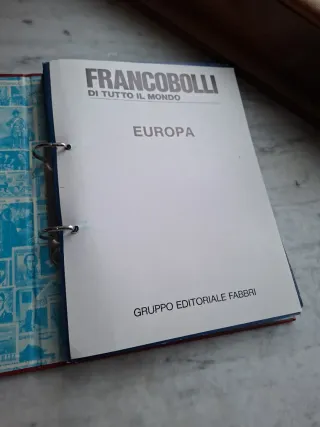 FRANCOBOLLI
DI TUTTO IL MONDO
EUROPA
GRUPPO EDITORIALE FABBRI